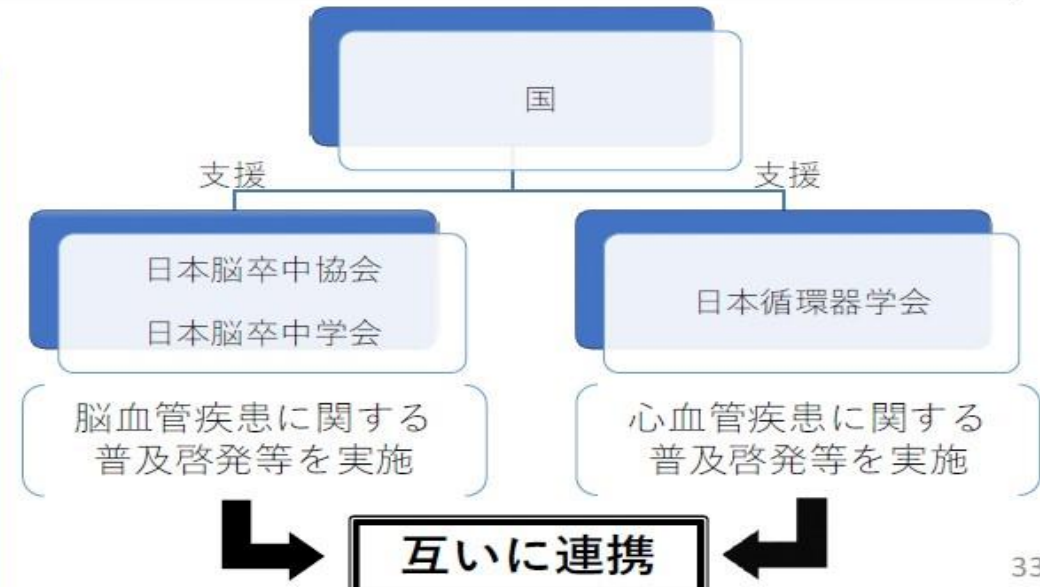 国
支援
支援
日本脳卒中協会
日本脳卒中学会
日本循環器学会
脳血管疾患に関する
普及啓発等を実施
心血管疾患に関する
普及啓発等を実施
互いに連携
33